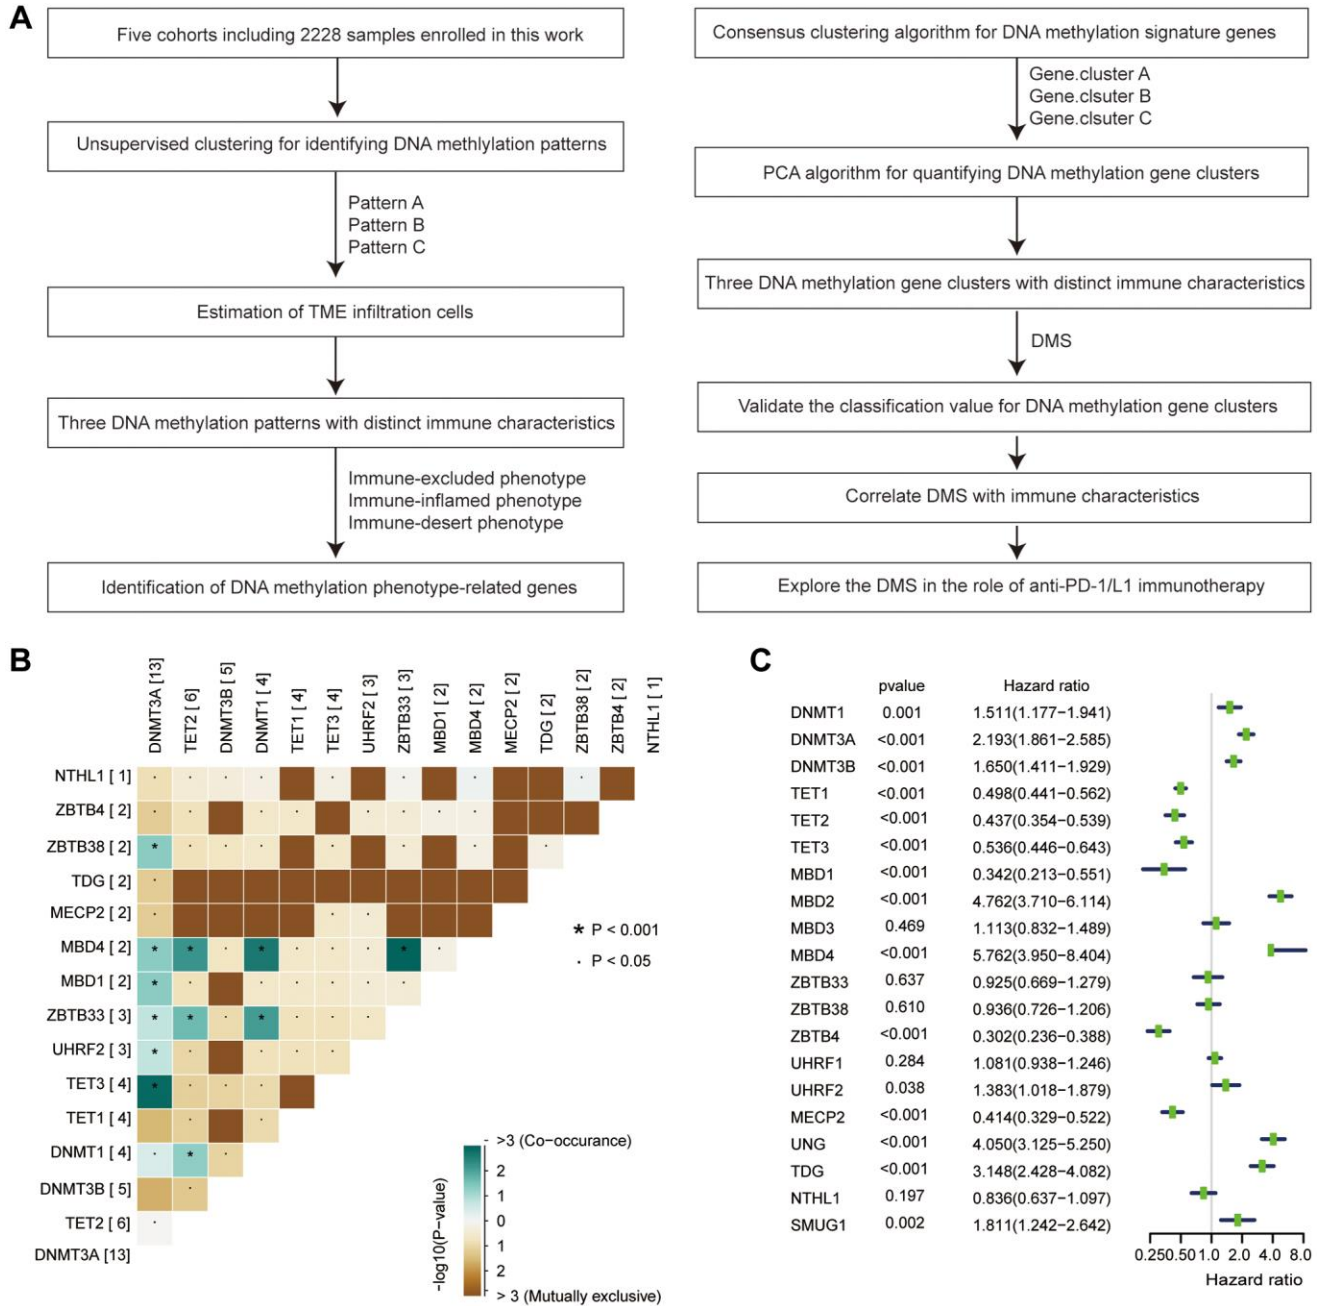 A
Five cohorts including 2228 samples enrolled in this work
Unsupervised clustering for identifying DNA methlylation patterns
Pattern A
Pattern B
Pattern C
Estimation of TME infiltration cells
Three DNA methylation patterns with distinct immune characteristics
Immune-excluded phenotype
Immune-inflamed phenotype
Immune-desert phenotype
Identification of DNA methylation phenotype-related genes
Consensus clustering algorithm for DNA methylation signature genes
Gene.cluster A
Gene.clsuter B
Gene.cluster C
PCA algorithm for quantifying DNA methylation gene clusters
Three DNA methylation gene clusters with distinct immune characteristics
DMS
Validate the classification value for DNA methylation gene clusters
Correlate DMS with immune characteristics
Explore the DMS in the role of anti-PD-1/L1 immunotherapy
B
DNMT3A [13]
TET2 [ 6]
DNMT3B [ 5]
DNMT1 [ 4]
TET1 [ 4]
TET3 [ 4]
UHRF2 [ 3]
ZBTB33 [ 3]
MBD1 [ 2]
MBD4 [ 2]
MECP2 [ 2]
TDG [ 2]
ZBTB38 [ 2]
ZBTB4 [ 2]
NTHL1 [ 1]
NTHL1 [ 1]
ZBTB4 [ 2]
ZBTB38 [ 2]
TDG [ 2]
MECP2 [ 2]
MBD4 [ 2]
MBD1 [ 2]
ZBTB33 [ 3]
UHRF2 [ 3]
TET3 [ 4]
TET1 [ 4]
DNMT1 [ 4]
DNMT3B [ 5]
TET2 [ 6]
DNMT3A [13]
* P < 0.001
· P < 0.05
-log10(P-value)
>3 (Co-occurance)
2
1
0
1
2
> 3 (Mutually exclusive)
C
pvalue Hazard ratio
DNMT1 0.001 1.511(1.177−1.941)
DNMT3A <0.001 2.193(1.861−2.585)
DNMT3B <0.001 1.650(1.411−1.929)
TET1 <0.001 0.498(0.441−0.562)
TET2 <0.001 0.437(0.354−0.539)
TET3 <0.001 0.536(0.446−0.643)
MBD1 <0.001 0.342(0.213−0.551)
MBD2 <0.001 4.762(3.710−6.114)
MBD3 0.469 1.113(0.832−1.489)
MBD4 <0.001 5.762(3.950−8.404)
ZBTB33 0.637 0.925(0.669−1.279)
ZBTB38 0.610 0.936(0.726−1.206)
ZBTB4 <0.001 0.302(0.236−0.388)
UHRF1 0.284 1.081(0.938−1.246)
UHRF2 0.038 1.383(1.018−1.879)
MECP2 <0.001 0.414(0.329−0.522)
UNG <0.001 4.050(3.125−5.250)
TDG <0.001 3.148(2.428−4.082)
NTHL1 0.197 0.836(0.637−1.097)
SMUG1 0.002 1.811(1.242−2.642)
0.25 0.50 1.0 2.0 4.0 8.0
Hazard ratio